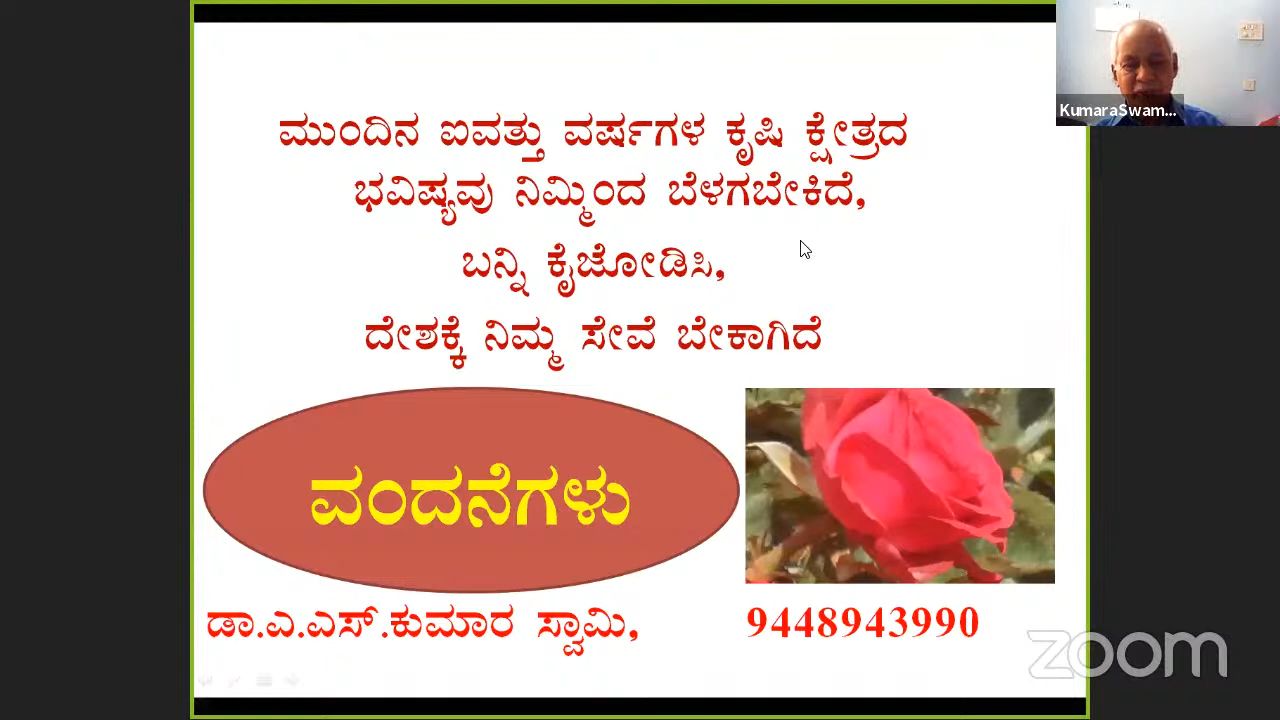 ಮುಂದಿನ ಐವತ್ತು ವರ್ಷಗಳ ಕೃಷಿ ಕ್ಷೇತ್ರದ
ಭವಿಷ್ಯವು ನಿಮ್ಮಿಂದ ಬೆಳಗಬೇಕಿದೆ,
ಬನ್ನಿ ಕೈಜೋಡಿಸಿ,
ದೇಶಕ್ಕೆ ನಿಮ್ಮ ಸೇವೆ ಬೇಕಾಗಿದೆ
ವಂದನೆಗಳು
ಡಾ.ಎ.ಎಸ್.ಕುಮಾರ ಸ್ವಾಮಿ, 9448943990
KumaraSwam...
zoom